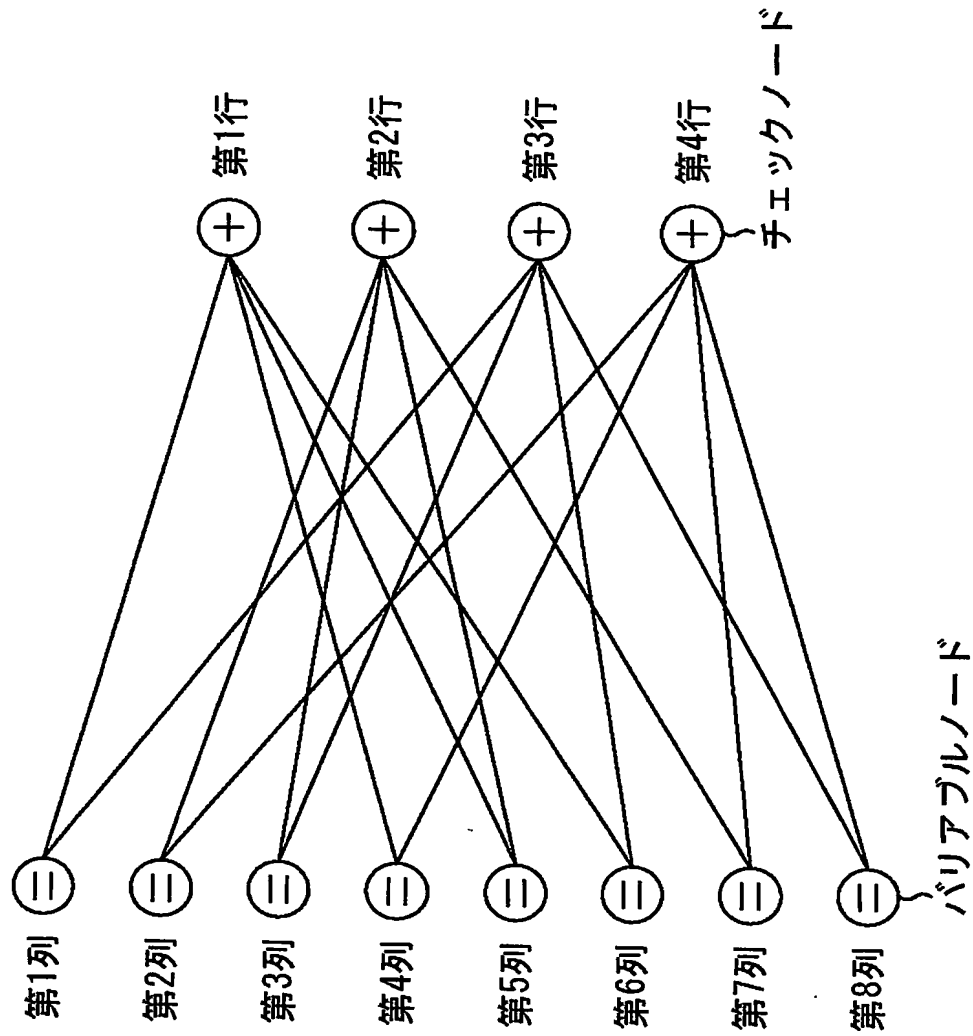 第1列
第2列
第3列
第4列
第5列
第6列
第7列
第8列
バリアブルノード
第1行
第2行
第3行
第4行
チェックノード